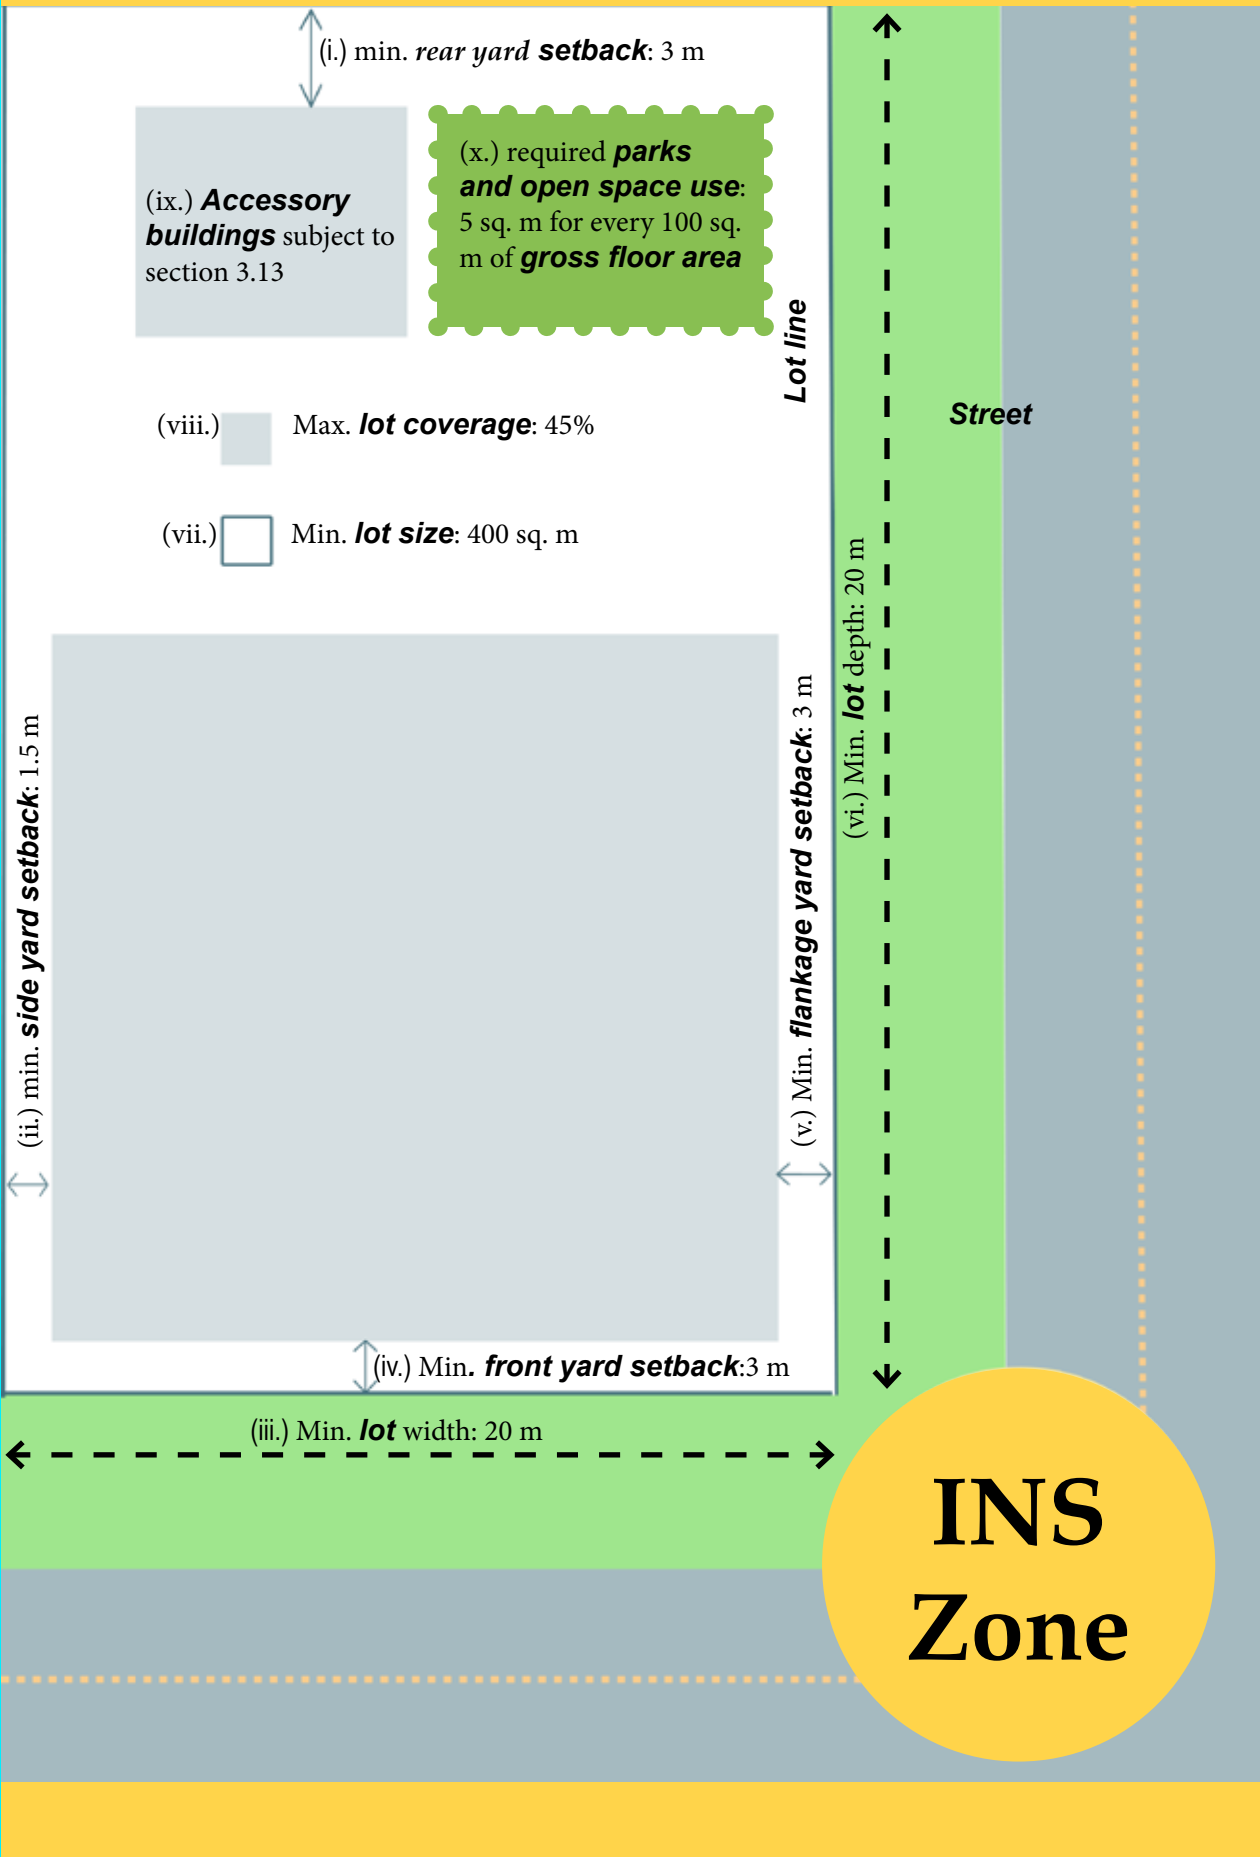 (i.) min. rear yard setback: 3 m
(ix.) Accessory
buildings subject to
section 3.13
(x.) required parks
and open space use:
5 sq. m for every 100 sq.
m of gross floor area
Lot line
Street
(viii.) Max. lot coverage: 45%
(vii.) Min. lot size: 400 sq. m
(vi.) Min. lot depth: 20 m
(ii.) min. side yard setback: 1.5 m
(v.) Min. flankage yard setback: 3 m
(iv.) Min. front yard setback:3 m
(iii.) Min. lot width: 20 m
INS
Zone